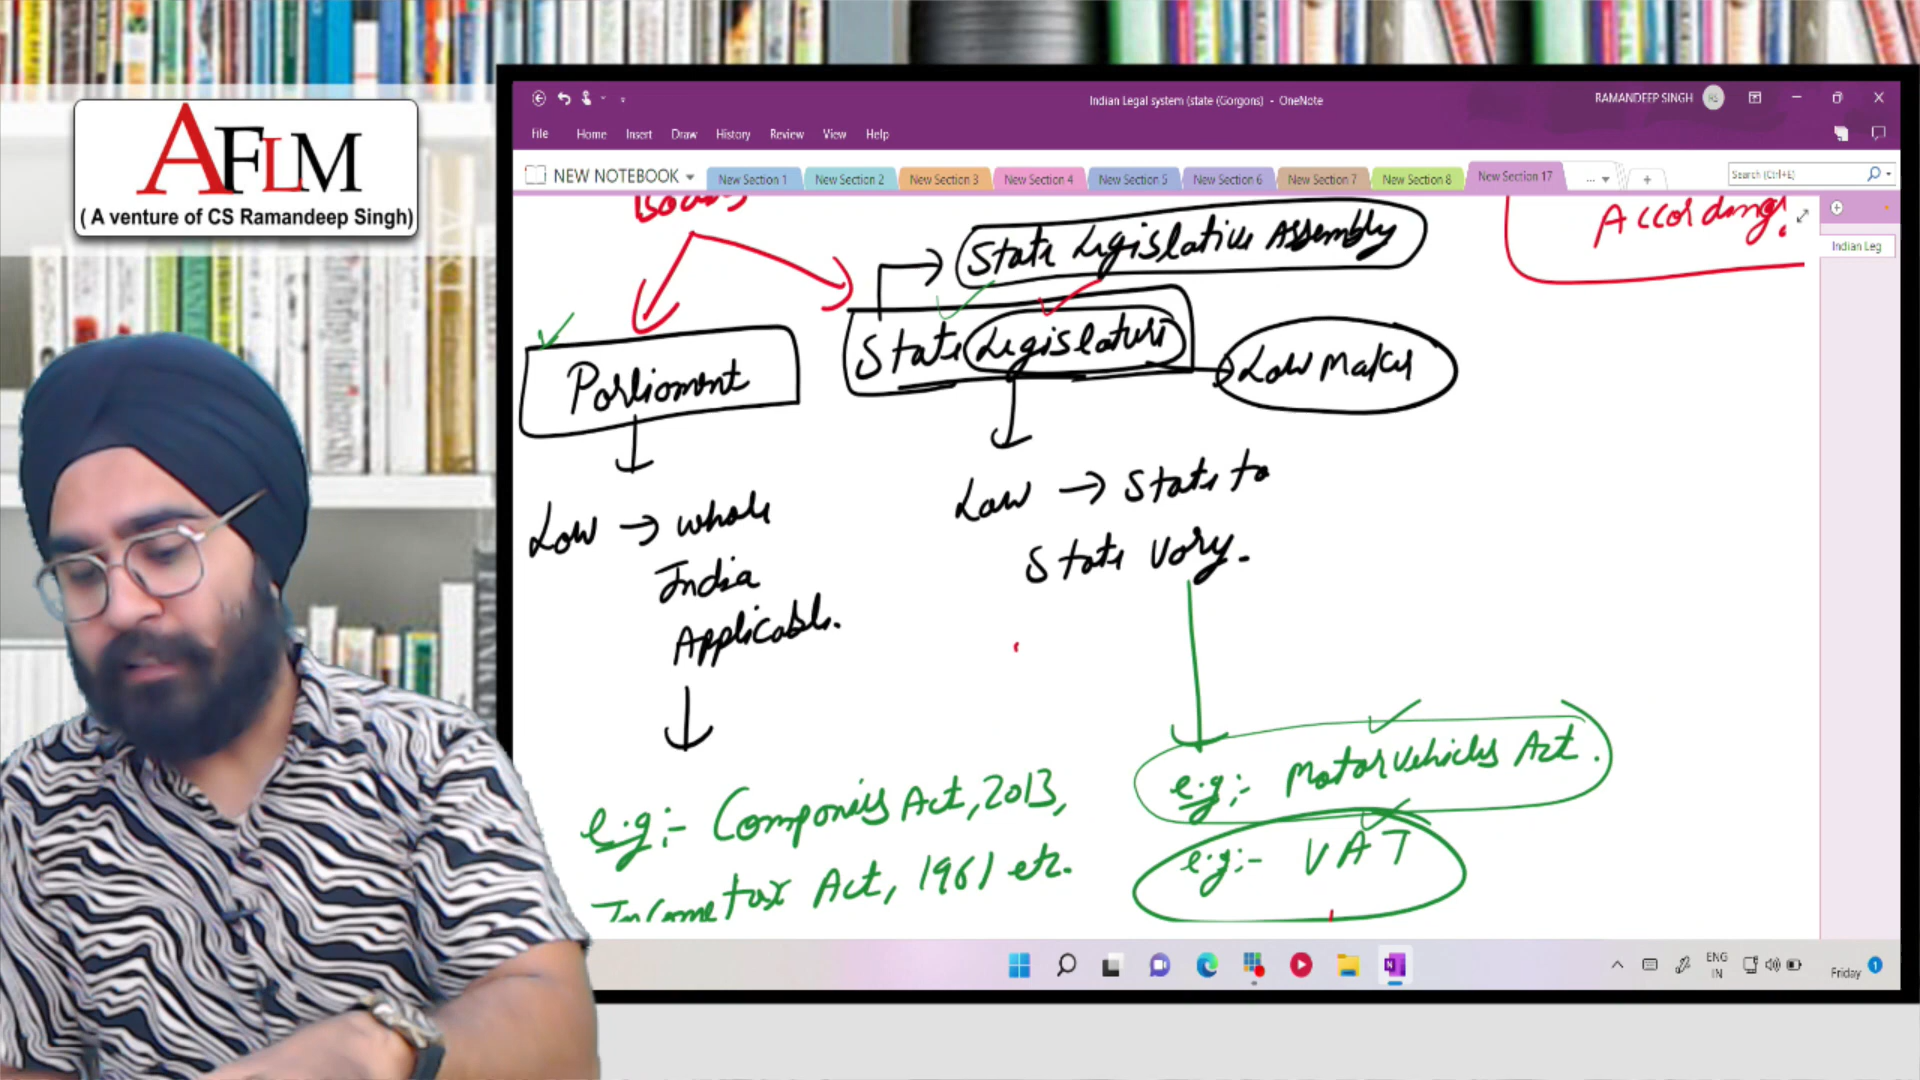 AFLM
( A venture of CS Ramandeep Singh)
Indian Legal system (state (Gorgons) - OneNote
RAMANDEEP SINGH
RS
File Home Insert Draw History Review View Help
NEW NOTEBOOK
New Section 1
New Section 2
New Section 3
New Section 4
New Section 5
New Section 6
New Section 7
New Section 8
New Section 17
...
Search (Ctrl+E)
Indian Leg
According.
State Legislative Assembly
Parliament
State Legislature
Law Maker
Law → whole
India
Applicable.
Law → State to
State Vary.
e.g:- Companies Act, 2013,
Income tax Act, 1961 etc.
e.g:- Motor vehicles Act.
e.g:- VAT
ENG
IN
Friday
1